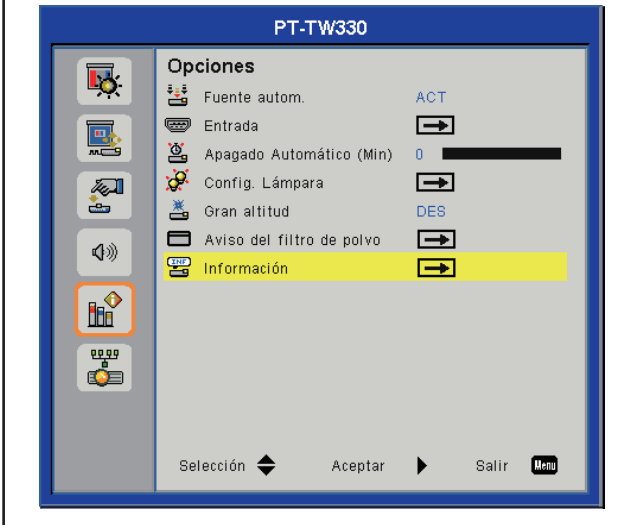 PT-TW330
Opciones
Fuente autom. ACT
Entrada
Apagado Automático (Min) 0
Config. Lámpara
Gran altitud DES
Aviso del filtro de polvo
INF Información
Selección Aceptar Salir Menu